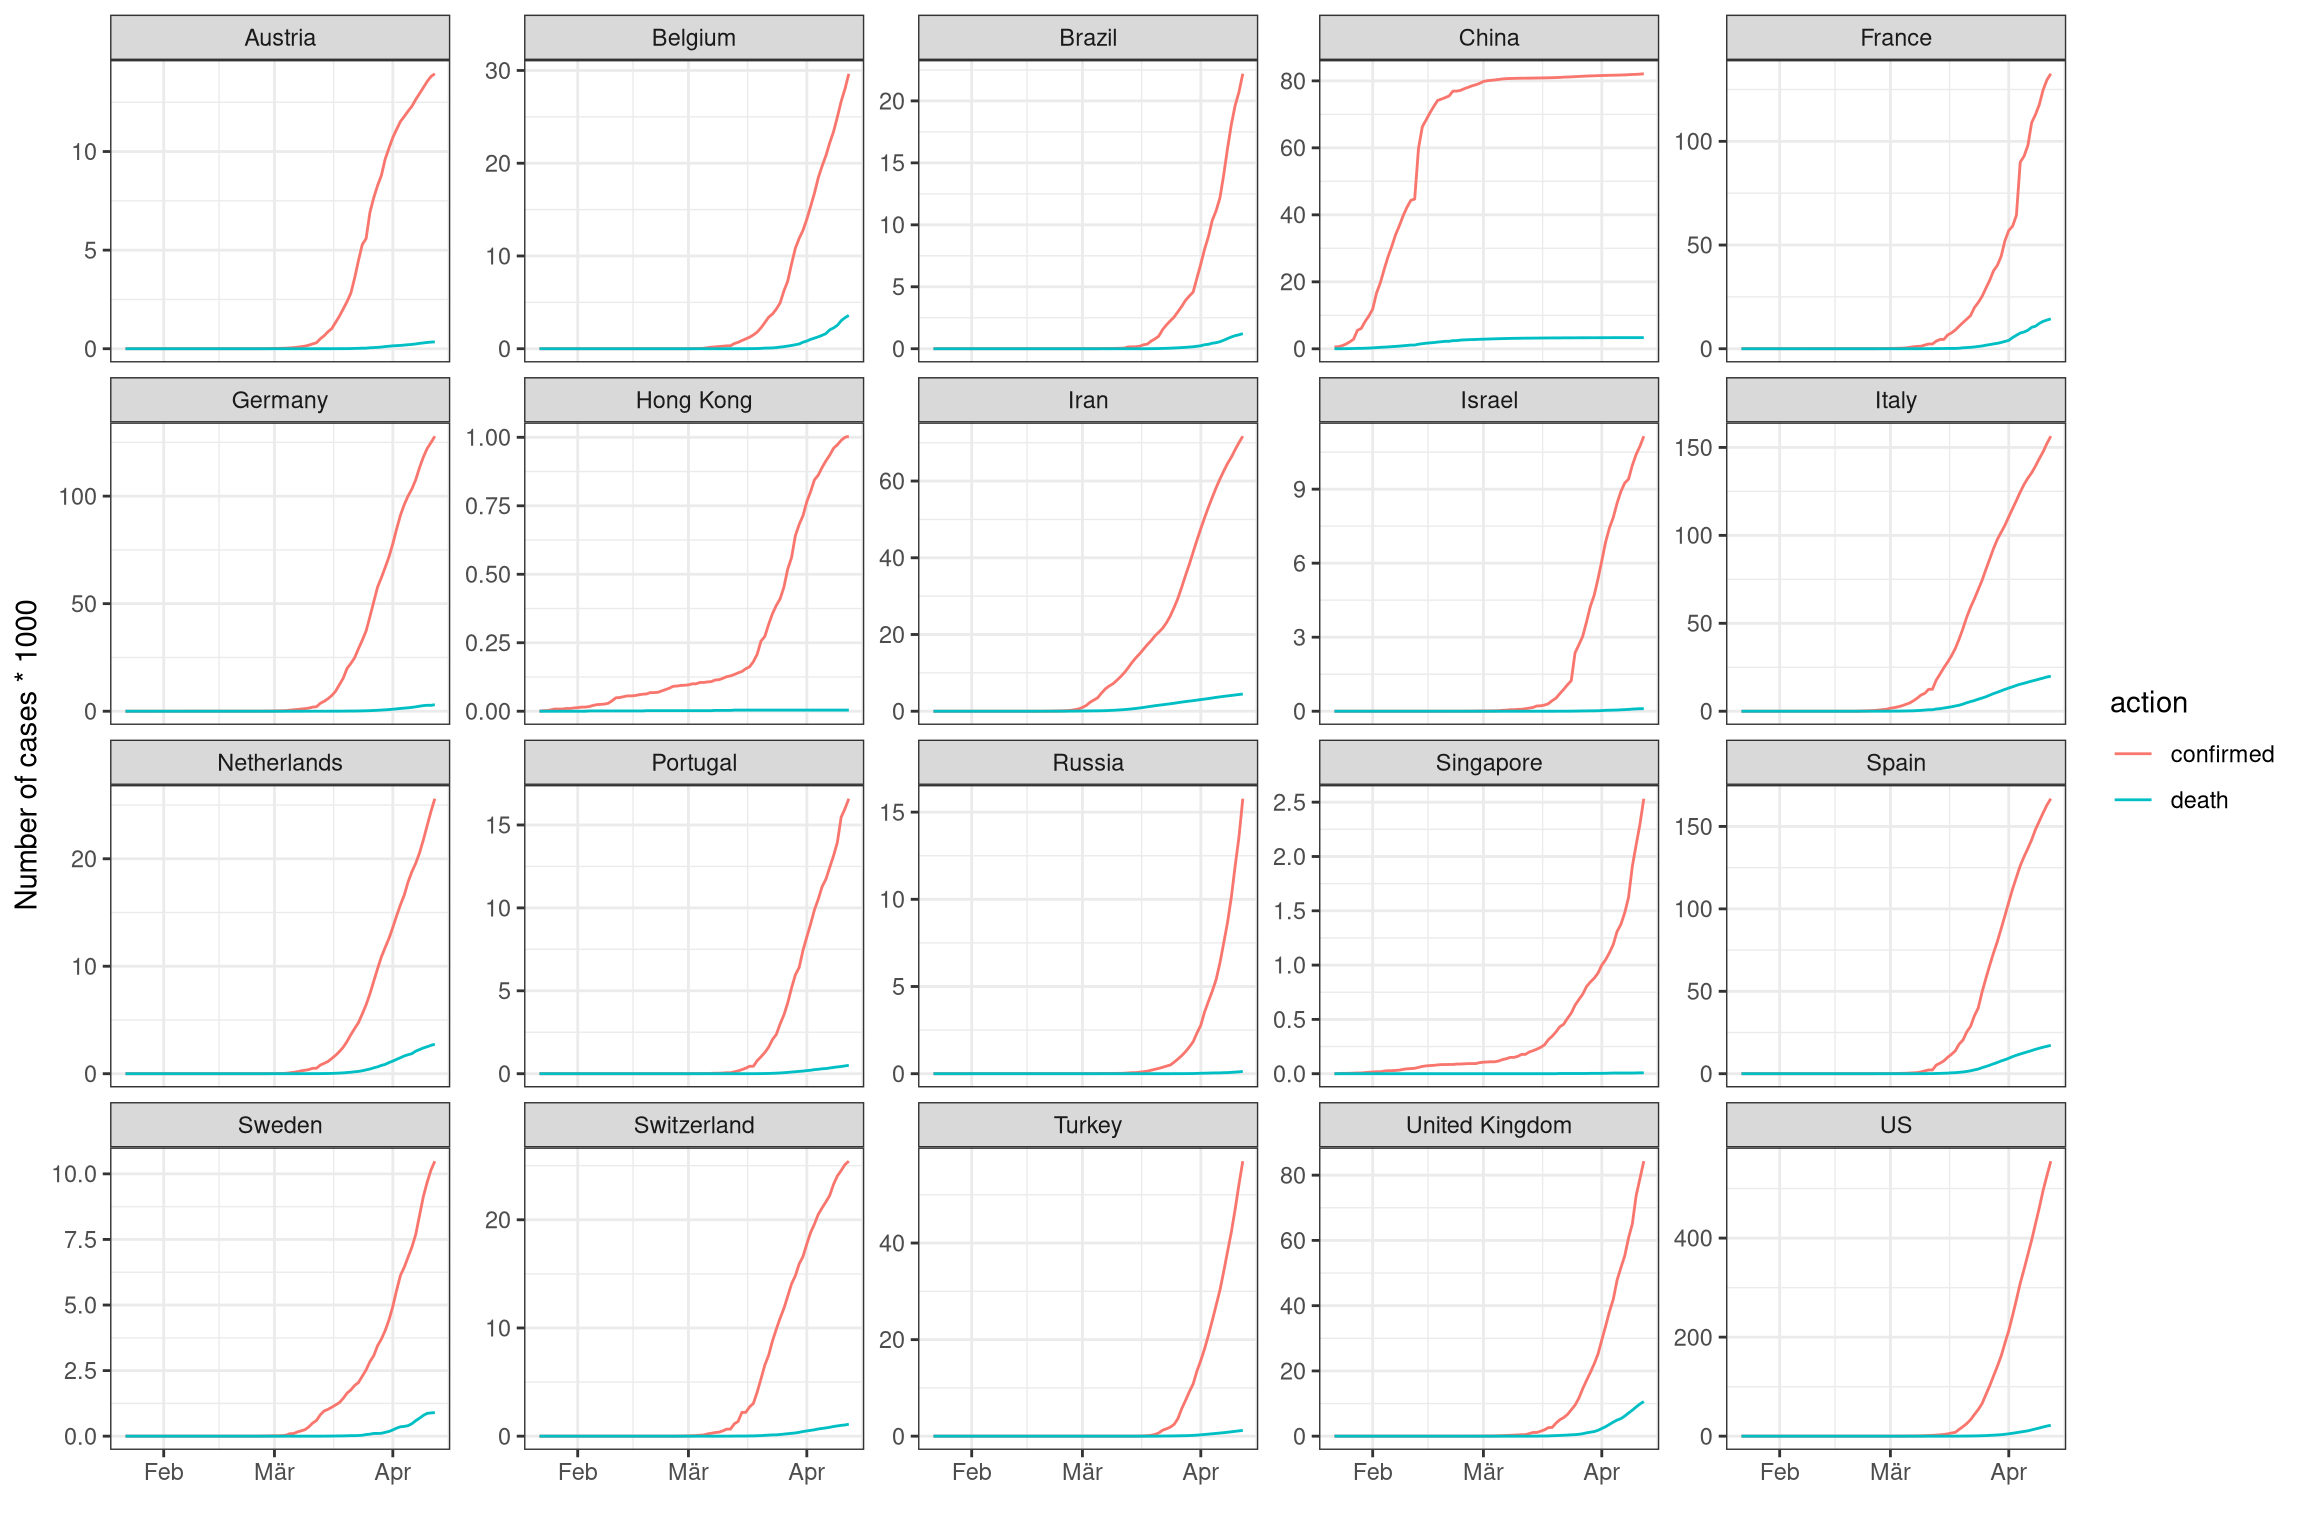 Number of cases * 1000
Austria
Belgium
Brazil
China
France
0
5
10
0
10
20
30
0
5
10
15
20
0
20
40
60
80
0
50
100
Germany
Hong Kong
Iran
Israel
Italy
0
50
100
0.00
0.25
0.50
0.75
1.00
0
20
40
60
0
3
6
9
0
50
100
150
Netherlands
Portugal
Russia
Singapore
Spain
0
10
20
0
5
10
15
0
5
10
15
0.0
0.5
1.0
1.5
2.0
2.5
0
50
100
150
Sweden
Switzerland
Turkey
United Kingdom
US
0.0
2.5
5.0
7.5
10.0
0
10
20
0
20
40
0
20
40
60
80
0
200
400
Feb Mär Apr
Feb Mär Apr
Feb Mär Apr
Feb Mär Apr
Feb Mär Apr
action
confirmed
death